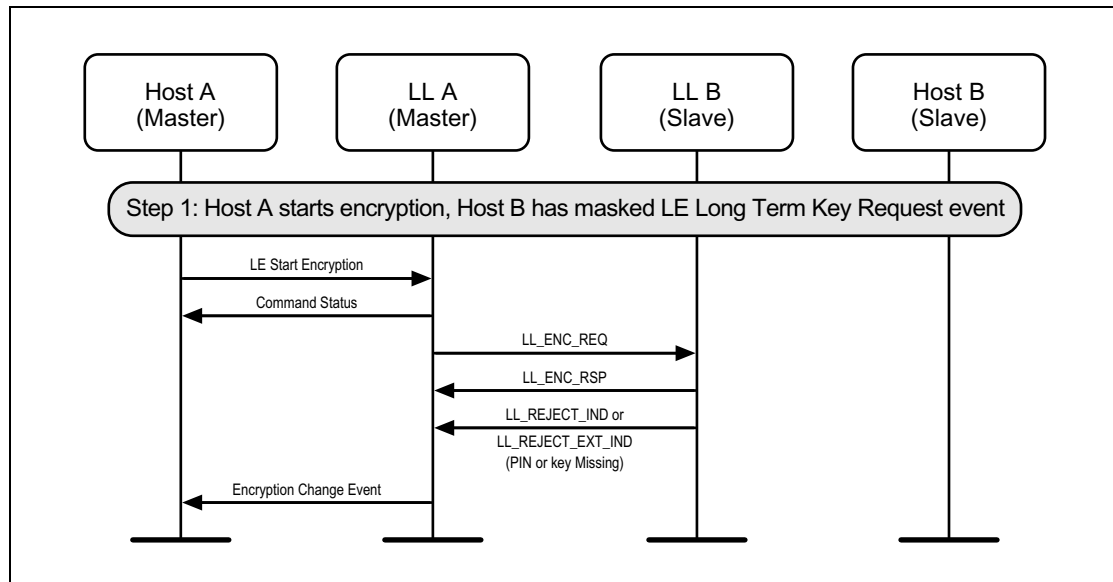 Host A
(Master)
LL A
(Master)
LL B
(Slave)
Host B
(Slave)
Step 1: Host A starts encryption, Host B has masked LE Long Term Key Request event
LE Start Encryption
Command Status
LL_ENC_REQ
LL_ENC_RSP
LL_REJECT_IND or
LL_REJECT_EXT_IND
(PIN or key Missing)
Encryption Change Event